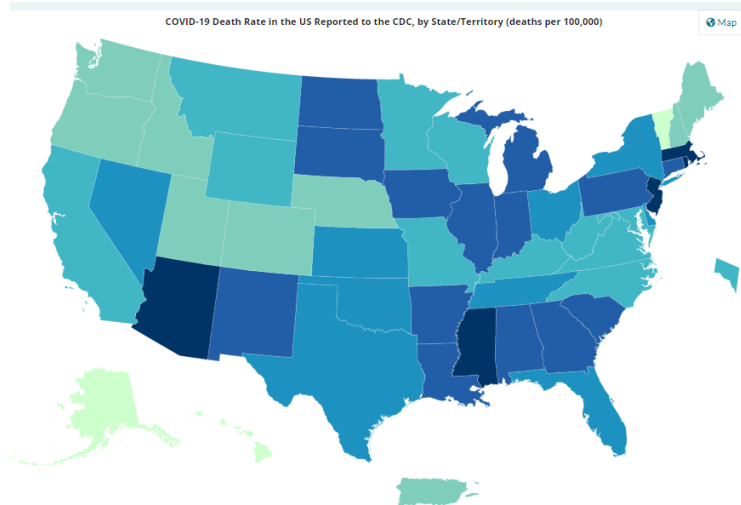 COVID-19 Death Rate in the US Reported to the CDC, by State/Territory (deaths per 100,000)
Map